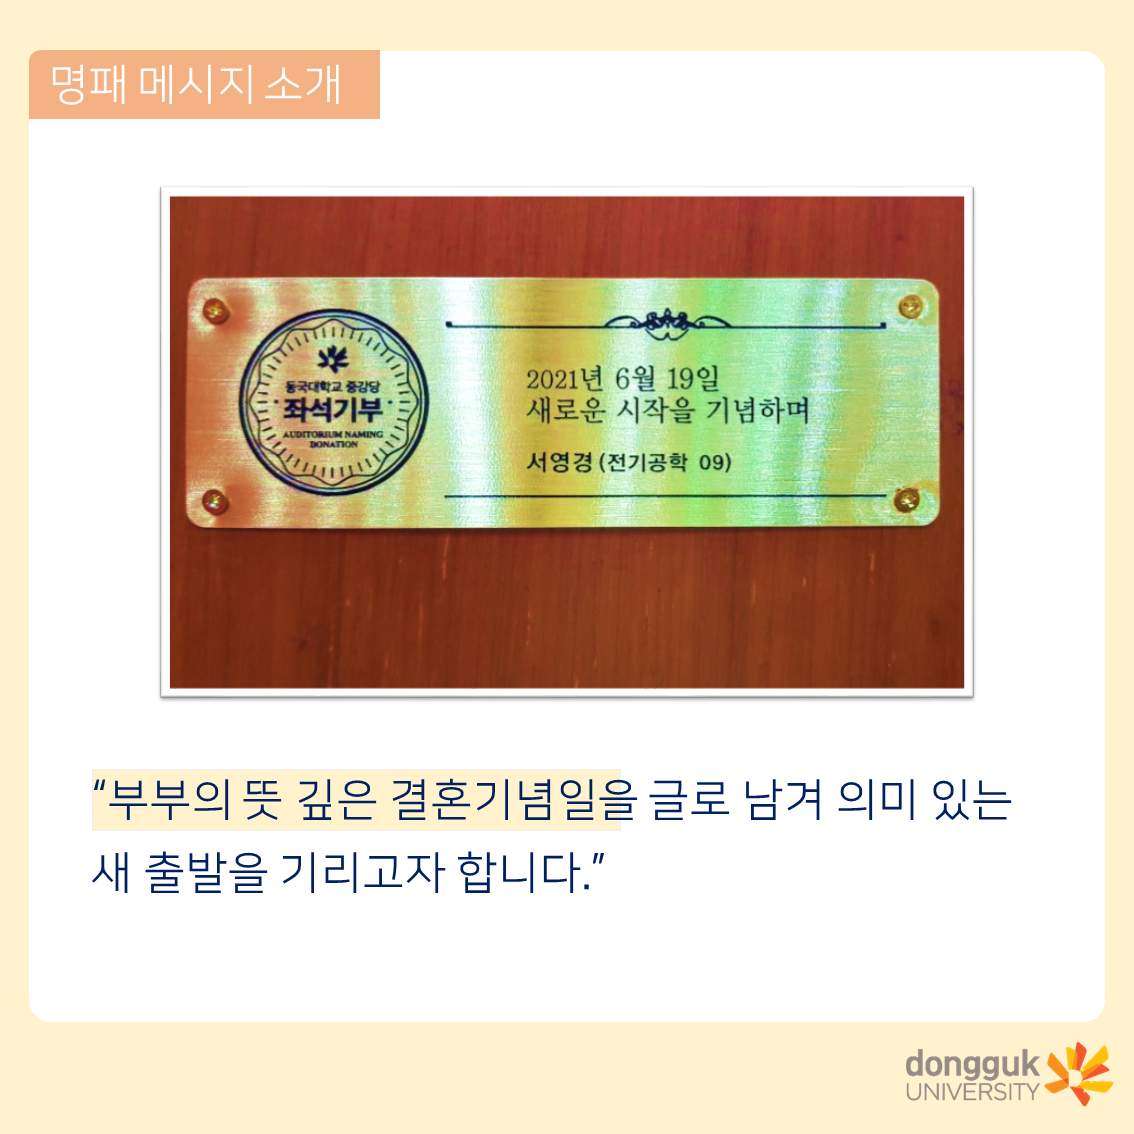 명패 메시지 소개
동국대학교 중강당
좌석기부
AUDITORIUM NAMING
DONATION
2021년 6월 19일
새로운 시작을 기념하며
서영경 (전기공학 09)
“부부의 뜻 깊은 결혼기념일을 글로 남겨 의미 있는
새 출발을 기리고자 합니다.”
dongguk
UNIVERSITY